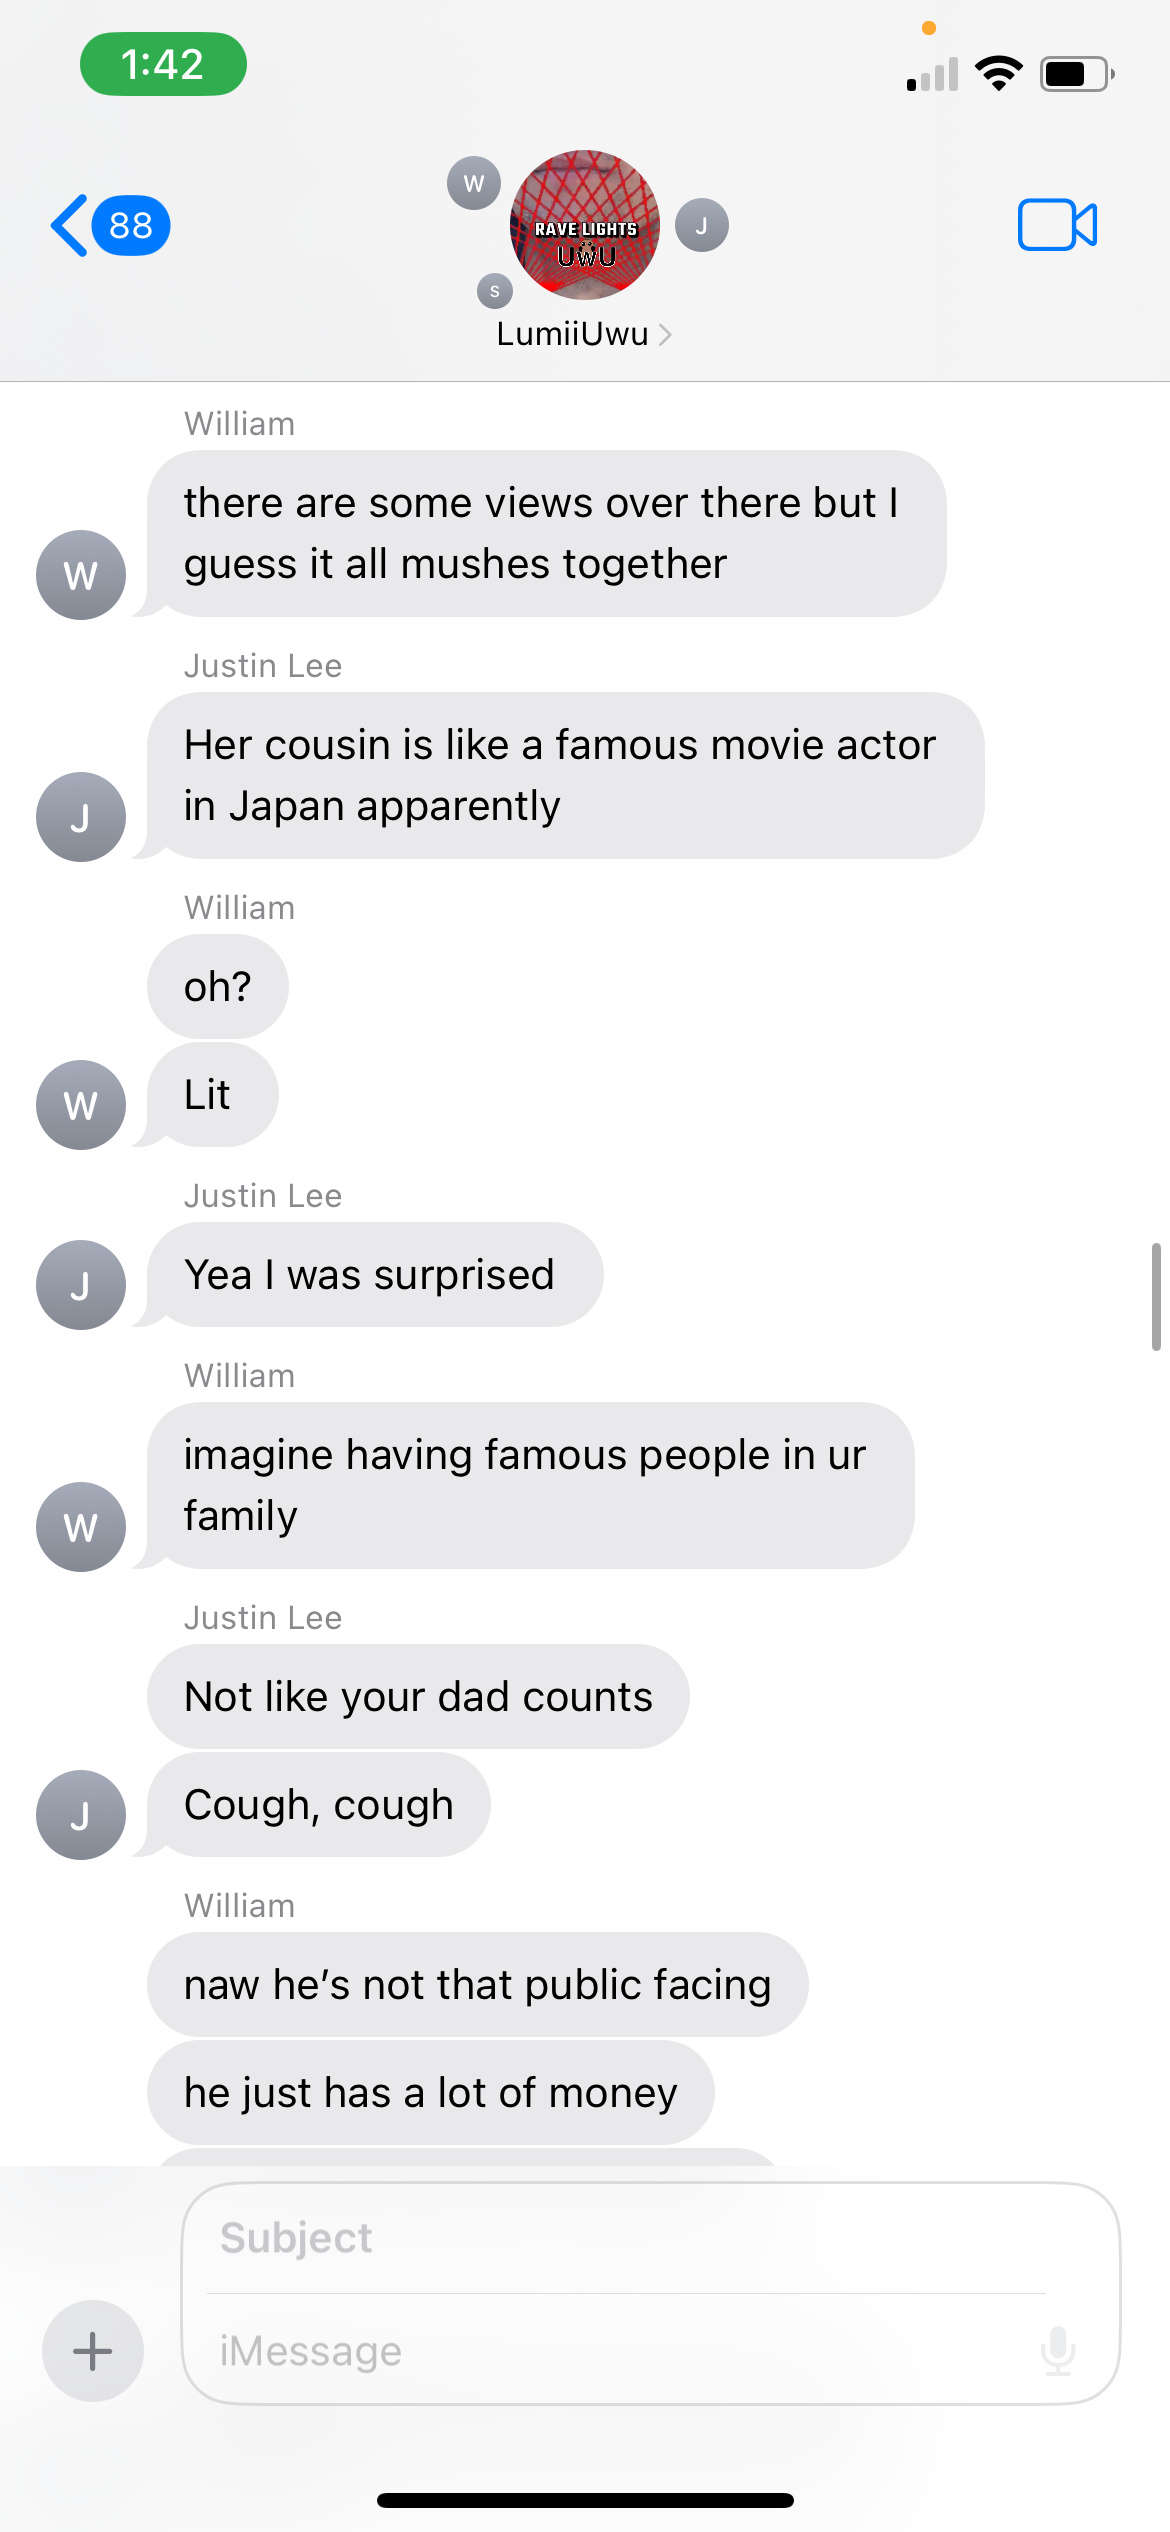 1:42
88
W
J
S
RAVE LIGHTS
UWU
LumiiUwu
William
there are some views over there but I
guess it all mushes together
W
Justin Lee
Her cousin is like a famous movie actor
in Japan apparently
J
William
oh?
Lit
W
Justin Lee
Yea I was surprised
J
William
imagine having famous people in ur
family
W
Justin Lee
Not like your dad counts
Cough, cough
J
William
naw he’s not that public facing
he just has a lot of money
Subject
iMessage